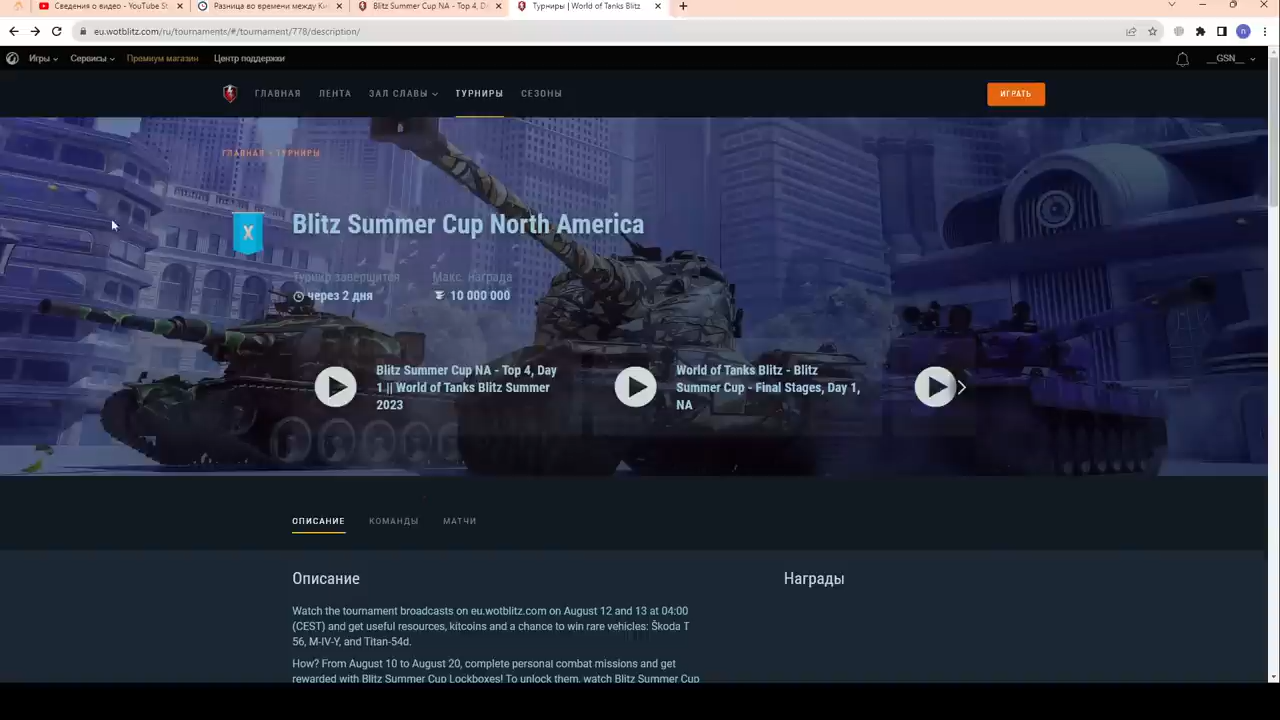 Сведения о видео - YouTube St
Разница во времени между Ки
Blitz Summer Cup NA - Top 4, D
Турниры | World of Tanks Blitz
eu.wotblitz.com/ru/tournaments/#/tournament/778/description/
n
Игры
Сервисы
Премиум магазин
Центр поддержки
__GSN__
ГЛАВНАЯ
ЛЕНТА
ЗАЛ СЛАВЫ
ТУРНИРЫ
СЕЗОНЫ
ИГРАТЬ
ГЛАВНАЯ • ТУРНИРЫ
X
Blitz Summer Cup North America
Турнир завершится
Макс. награда
через 2 дня
10 000 000
Blitz Summer Cup NA - Top 4, Day
1 || World of Tanks Blitz Summer
2023
World of Tanks Blitz - Blitz
Summer Cup - Final Stages, Day 1,
NA
ОПИСАНИЕ
КОМАНДЫ
МАТЧИ
Описание
Награды
Watch the tournament broadcasts on eu.wotblitz.com on August 12 and 13 at 04:00
(CEST) and get useful resources, kitcoins and a chance to win rare vehicles: Škoda T
56, M-IV-Y, and Titan-54d.
How? From August 10 to August 20, complete personal combat missions and get
rewarded with Blitz Summer Cup Lockboxes! To unlock them, watch Blitz Summer Cup